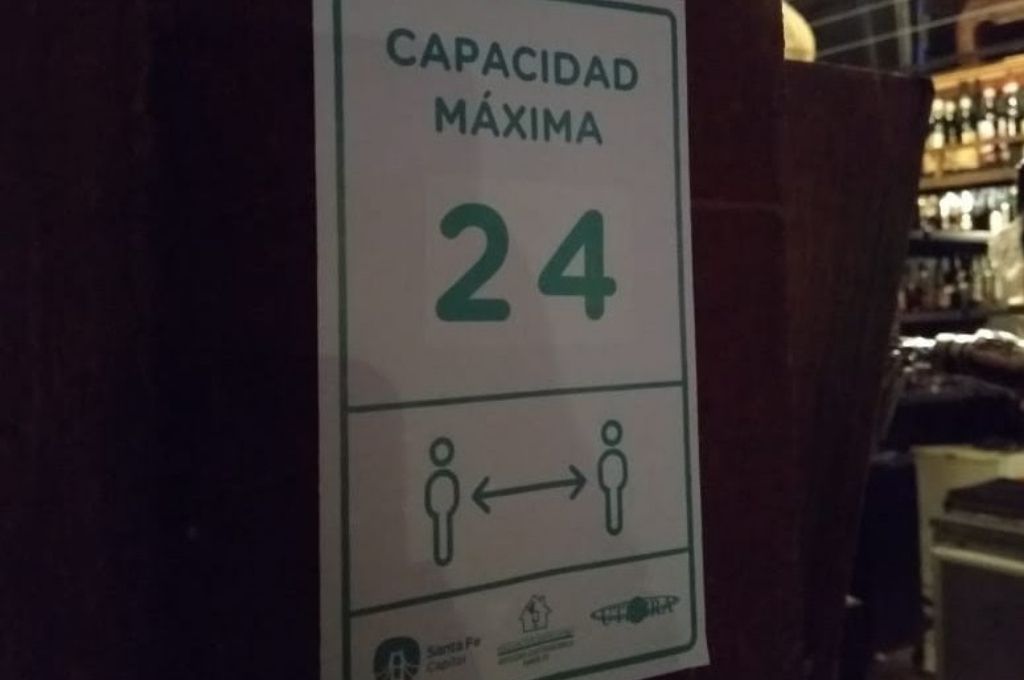 CAPACIDAD
MÁXIMA
24
Santa Fe
Capital